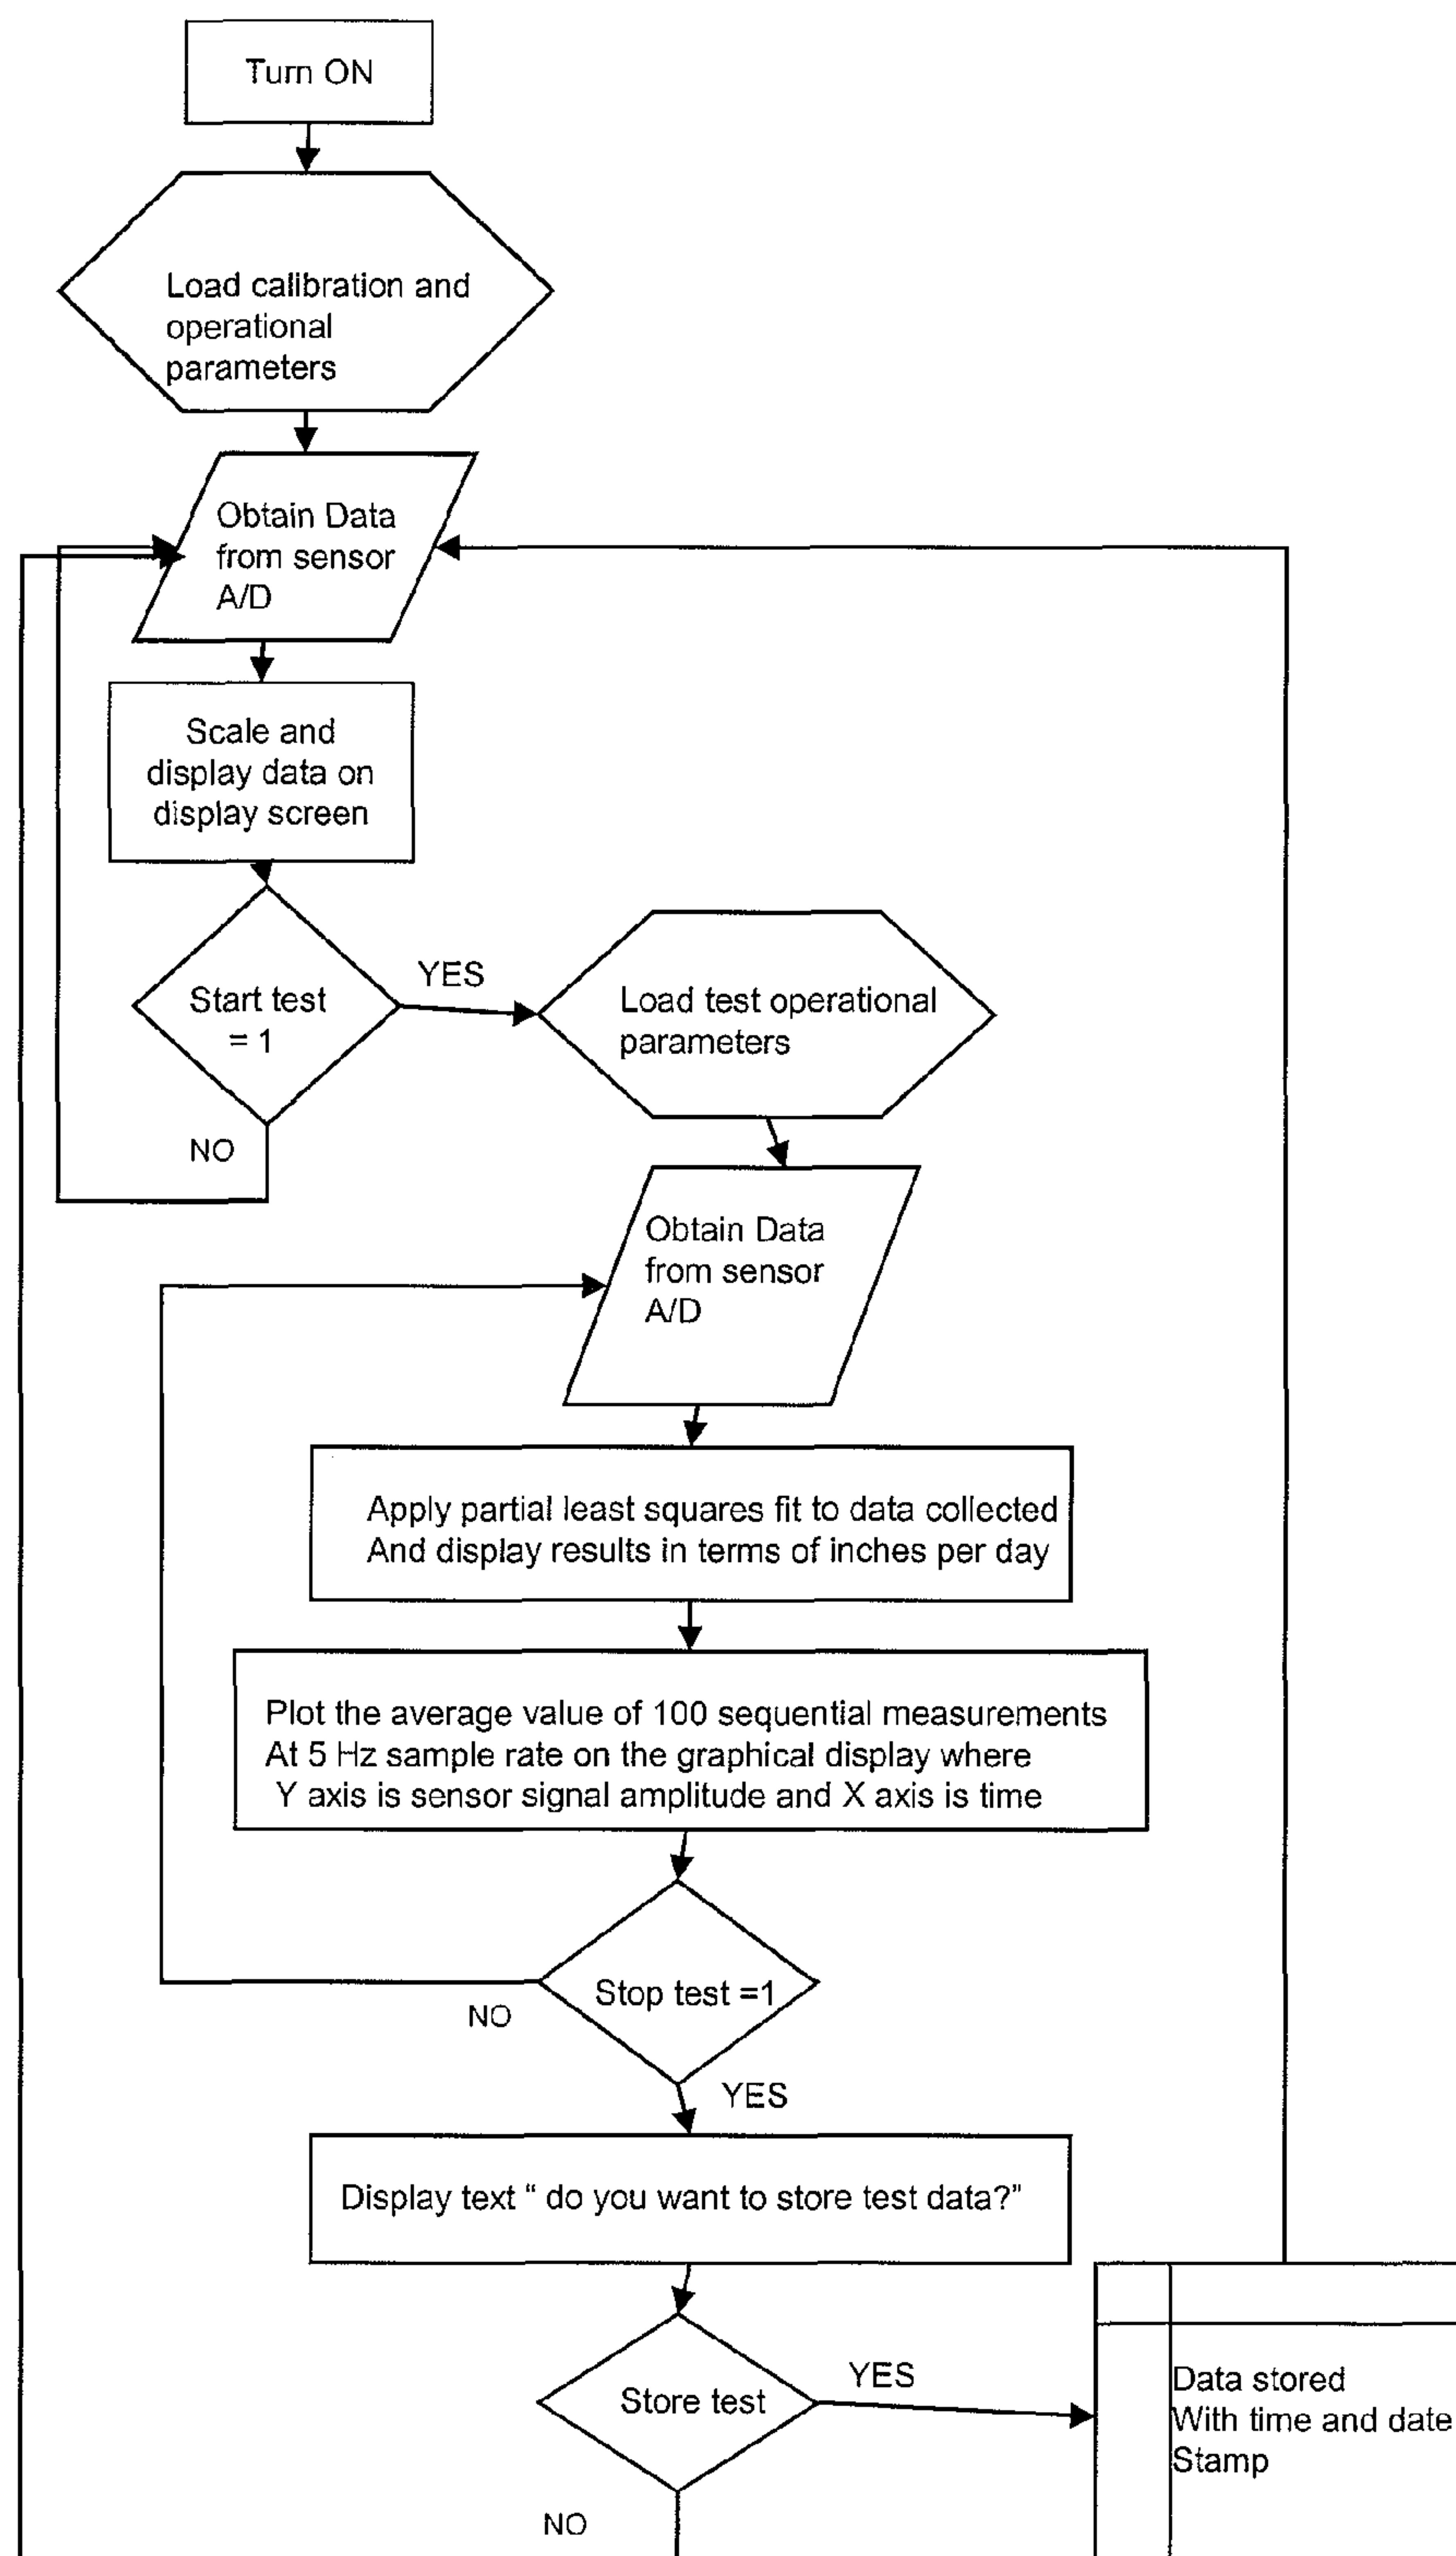 Turn ON
Load calibration and
operational
parameters
Obtain Data
from sensor
A/D
Scale and
display data on
display screen
Start test
= 1
YES
NO
Load test operational
parameters
Obtain Data
from sensor
A/D
Apply partial least squares fit to data collected
And display results in terms of inches per day
Plot the average value of 100 sequential measurements
At 5 Hz sample rate on the graphical display where
Y axis is sensor signal amplitude and X axis is time
Stop test =1
NO
YES
Display text “ do you want to store test data?”
Store test
YES
NO
Data stored
With time and date
Stamp